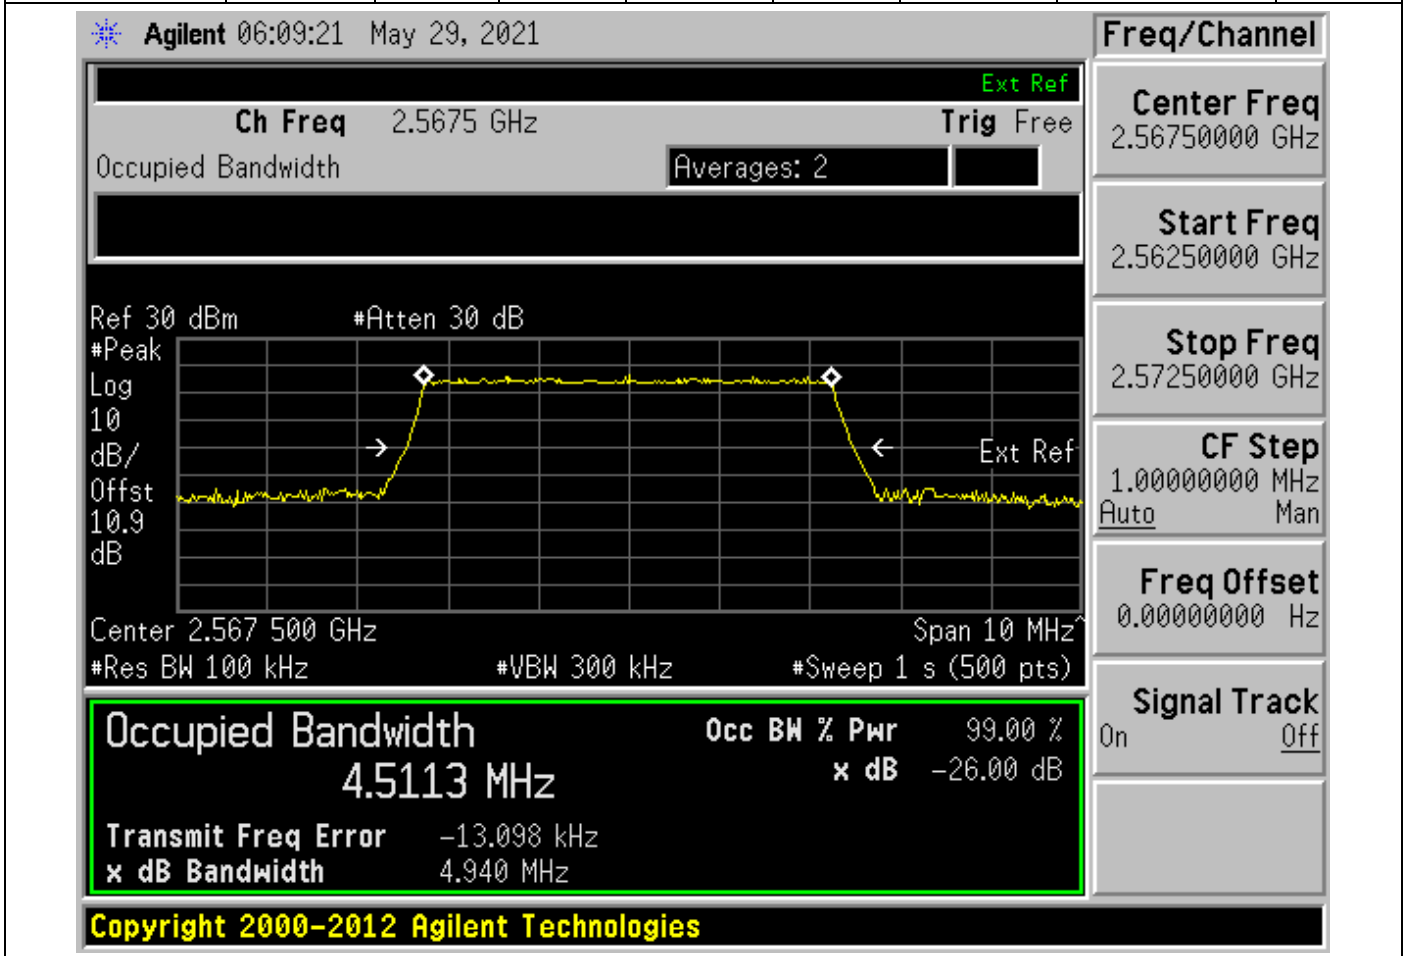 Agilent 06:09:21 May 29, 2021
Freq/Channel
Ext Ref
Ch Freq 2.5675 GHz Trig Free
Occupied Bandwidth Averages: 2
Ref 30 dBm #Atten 30 dB
#Peak
Log
10
dB/
Offst
10.9
dB
Ext Ref
Center 2.567 500 GHz Span 10 MHz^
#Res BW 100 kHz #VBW 300 kHz #Sweep 1 s (500 pts)
Occupied Bandwidth Occ BW % Pwr 99.00 %
4.5113 MHz x dB -26.00 dB
Transmit Freq Error -13.098 kHz
x dB Bandwidth 4.940 MHz
Copyright 2000-2012 Agilent Technologies
Center Freq
2.56750000 GHz
Start Freq
2.56250000 GHz
Stop Freq
2.57250000 GHz
CF Step
1.00000000 MHz
Auto Man
Freq Offset
0.00000000 Hz
Signal Track
On Off